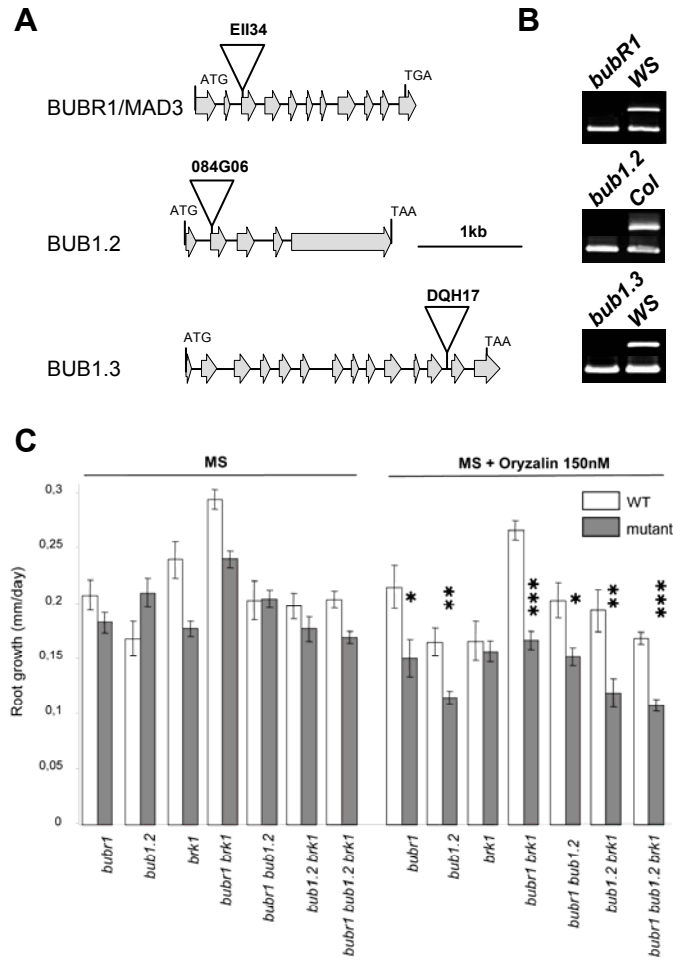 A
B
EII34
ATG
TGA
BUBR1/MAD3
bubR1
WS
084G06
ATG
TAA
BUB1.2
1kb
bub1.2
Col
DQH17
ATG
TAA
BUB1.3
bub1.3
WS
C
MS
MS + Oryzalin 150nM
WT
mutant
Root growth (mm/day)
0,3
0,25
0,2
0,15
0,1
0,05
0
*
**
***
*
**
***
bubr1
bub1.2
brk1
bubr1 brk1
bubr1 bub1.2
bub1.2 brk1
bubr1 bub1.2 brk1
bubr1
bub1.2
brk1
bubr1 brk1
bubr1 bub1.2
bub1.2 brk1
bubr1 bub1.2 brk1